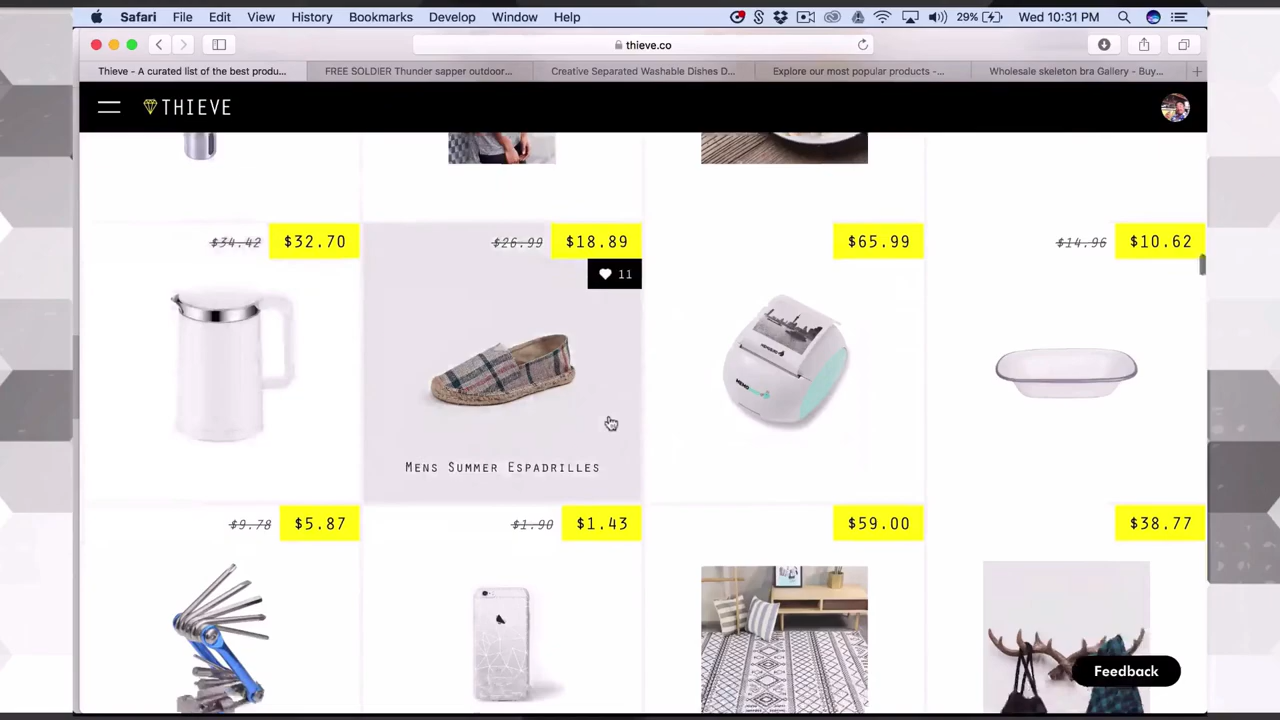 Safari File Edit View History Bookmarks Develop Window Help 29% Wed 10:31 PM
thieve.co
Thieve - A curated list of the best produ... FREE SOLDIER Thunder sapper outdoor... Creative Separated Washable Dishes D... Explore our most popular products -... Wholesale skeleton bra Gallery - Buy...
THIEVE
$34.42 $32.70 $26.99 $18.89 $65.99 $14.96 $10.62
11
Mens Summer Espadrilles
$9.78 $5.87 $1.90 $1.43 $59.00 $38.77
Feedback